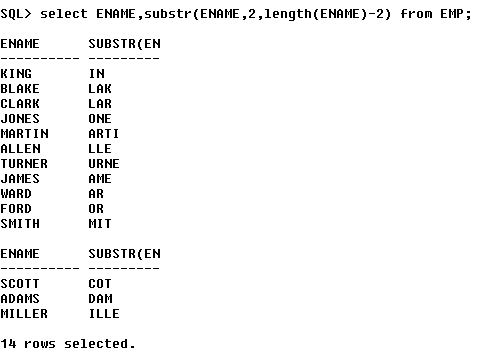 SQL> select ENAME,substr(ENAME,2,length(ENAME)-2) from EMP;
ENAME      SUBSTR(EN
---------- ---------
KING       IN
BLAKE      LAK
CLARK      LAR
JONES      ONE
MARTIN     ARTI
ALLEN      LLE
TURNER     URNE
JAMES      AME
WARD       AR
FORD       OR
SMITH      MIT
ENAME      SUBSTR(EN
---------- ---------
SCOTT      COT
ADAMS      DAM
MILLER     ILLE
14 rows selected.